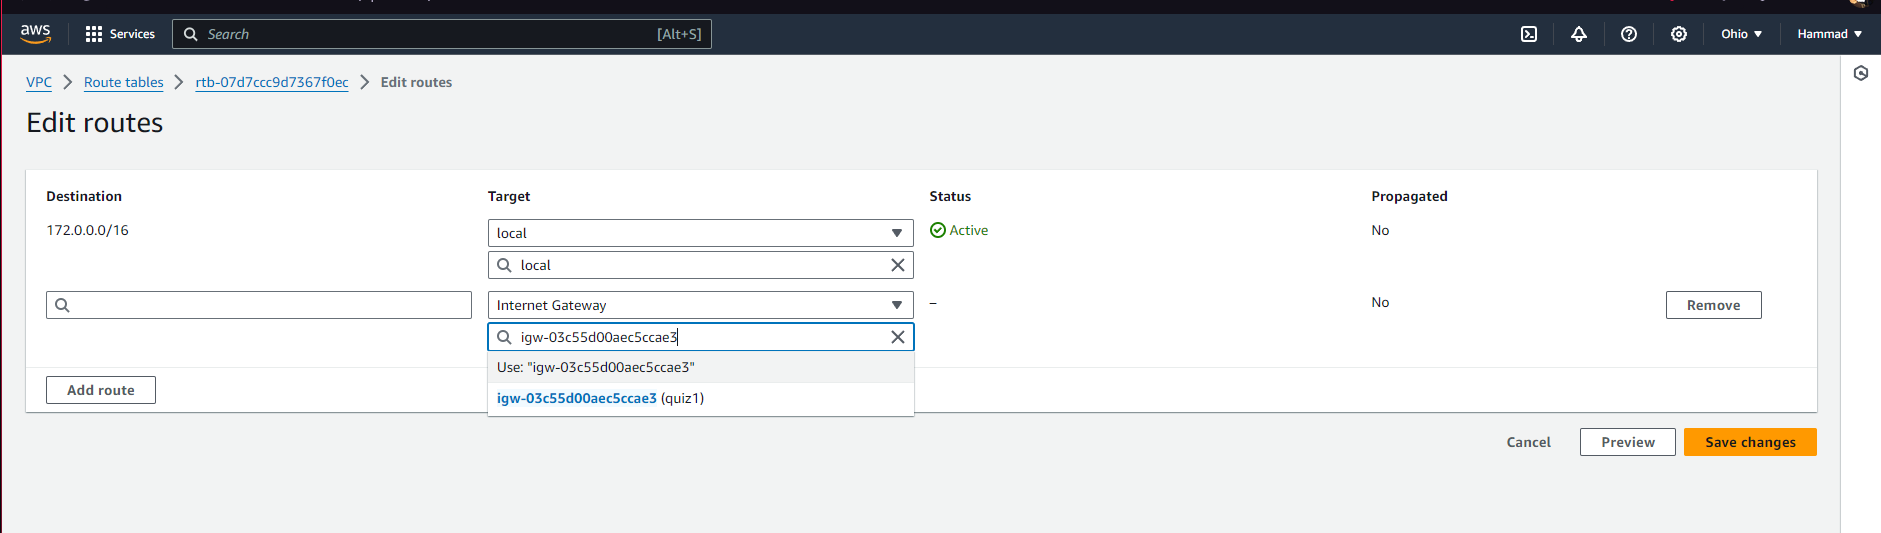 aws Services Search [Alt+S] Ohio Hammad
VPC Route tables rtb-07d7ccc9d7367f0ec Edit routes
Edit routes
Destination Target Status Propagated
172.0.0.0/16 local Active No
local
Internet Gateway – No Remove
igw-03c55d00aec5ccae3
Use: "igw-03c55d00aec5ccae3"
Add route
igw-03c55d00aec5ccae3 (quiz1)
Cancel Preview Save changes